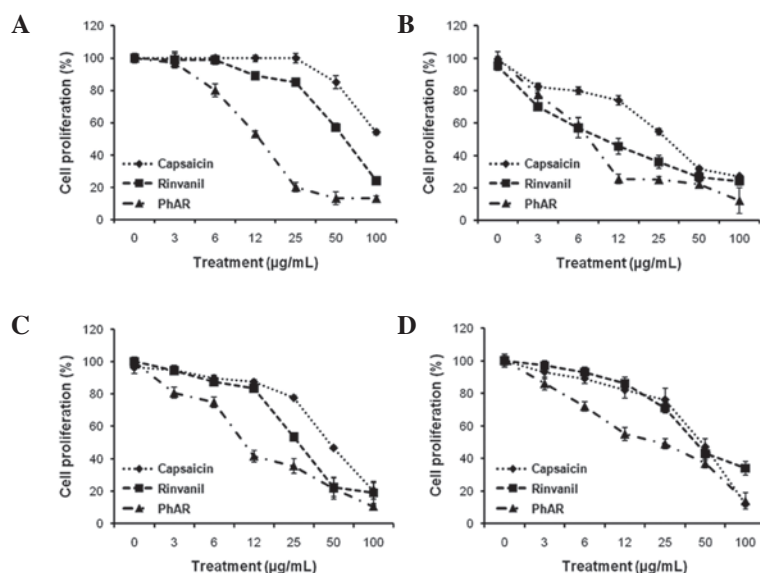 A
Cell proliferation (%)
120
100
80
60
40
20
0
Capsaicin
Rinvanil
PhAR
0 3 6 12 25 50 100
Treatment (µg/mL)
B
Cell proliferation (%)
120
100
80
60
40
20
0
Capsaicin
Rinvanil
PhAR
0 3 6 12 25 50 100
Treatment (µg/mL)
C
Cell proliferation (%)
120
100
80
60
40
20
0
Capsaicin
Rinvanil
PhAR
0 3 6 12 25 50 100
Treatment (µg/mL)
D
Cell proliferation (%)
120
100
80
60
40
20
0
Capsaicin
Rinvanil
PhAR
0 3 6 12 25 50 100
Treatment (µg/mL)